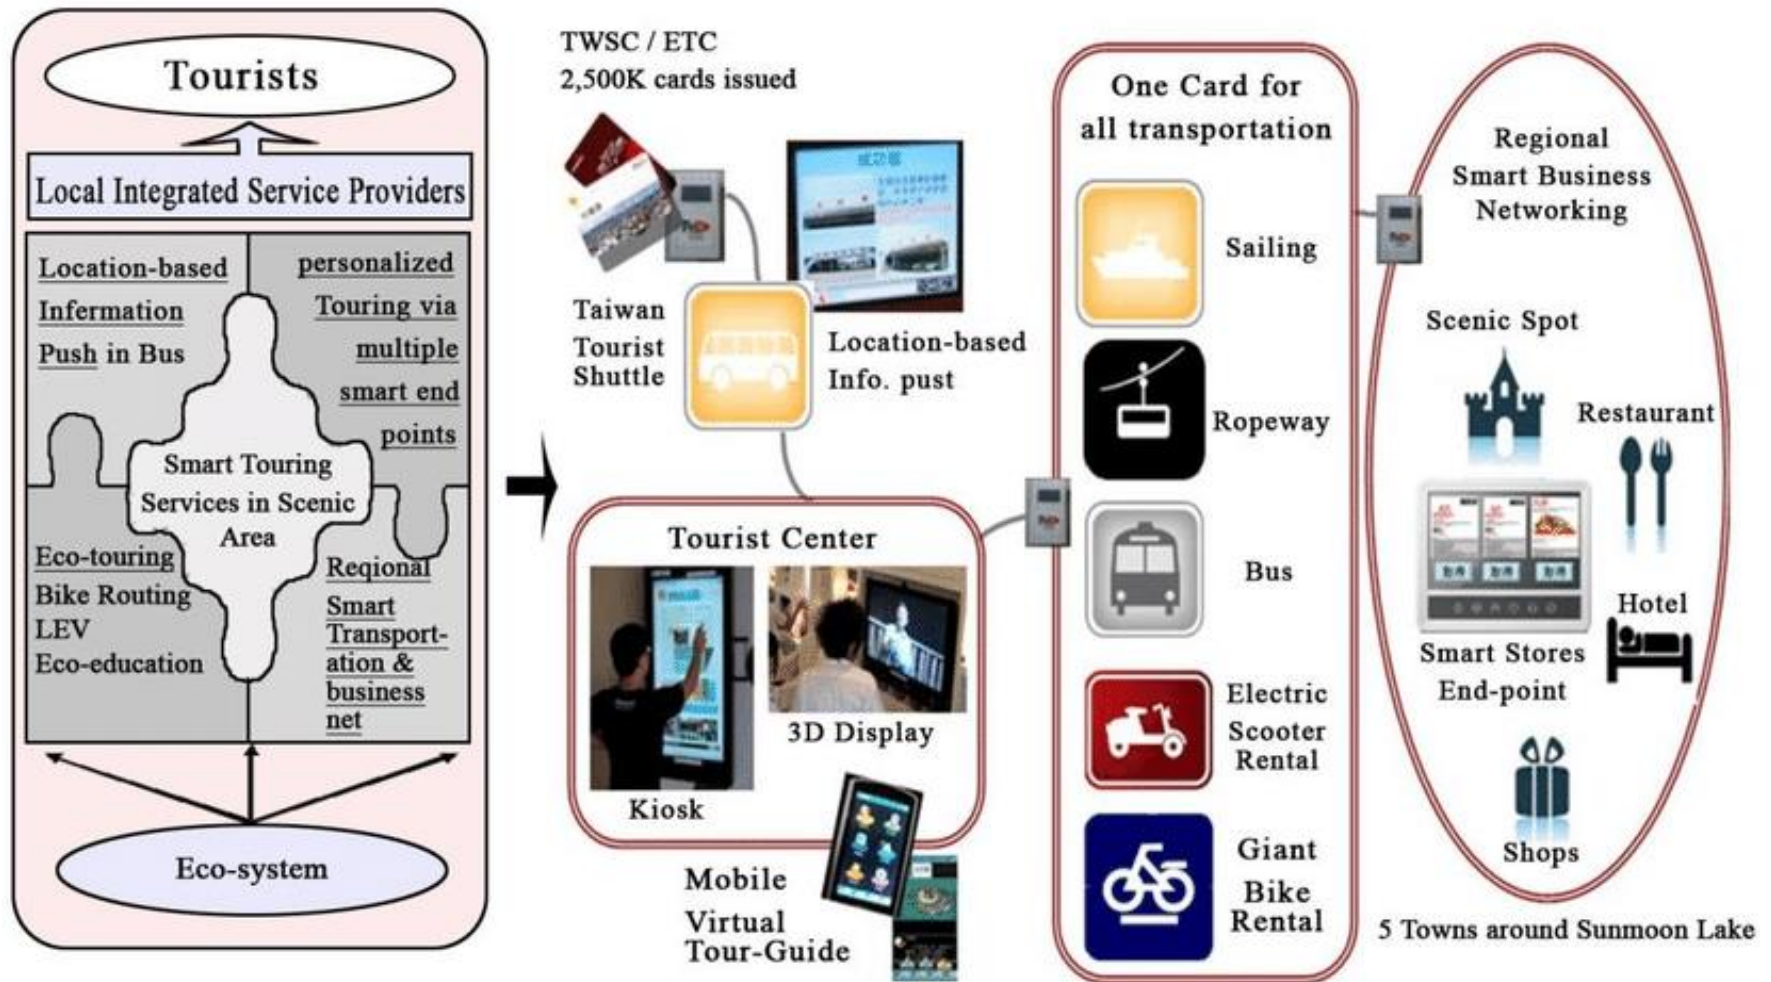 Tourists
Local Integrated Service Providers
Location-based
Infermation
Push in Bus
personalized
Touring via
multiple
smart end
points
Smart Touring
Services in Scenic
Area
Eco-touring
Bike Routing
LEV
Eco-education
Reqional
Smart
Transport-
ation &
business
net
Eco-system
TWSC / ETC
2,500K cards issued
成功館
Taiwan
Tourist
Shuttle
Location-based
Info. pust
Tourist Center
Kiosk
3D Display
Mobile
Virtual
Tour-Guide
One Card for
all transportation
Sailing
Ropeway
Bus
Electric
Scooter
Rental
Giant
Bike
Rental
Regional
Smart Business
Networking
Scenic Spot
Restaurant
Hotel
Smart Stores
End-point
Shops
5 Towns around Sunmoon Lake